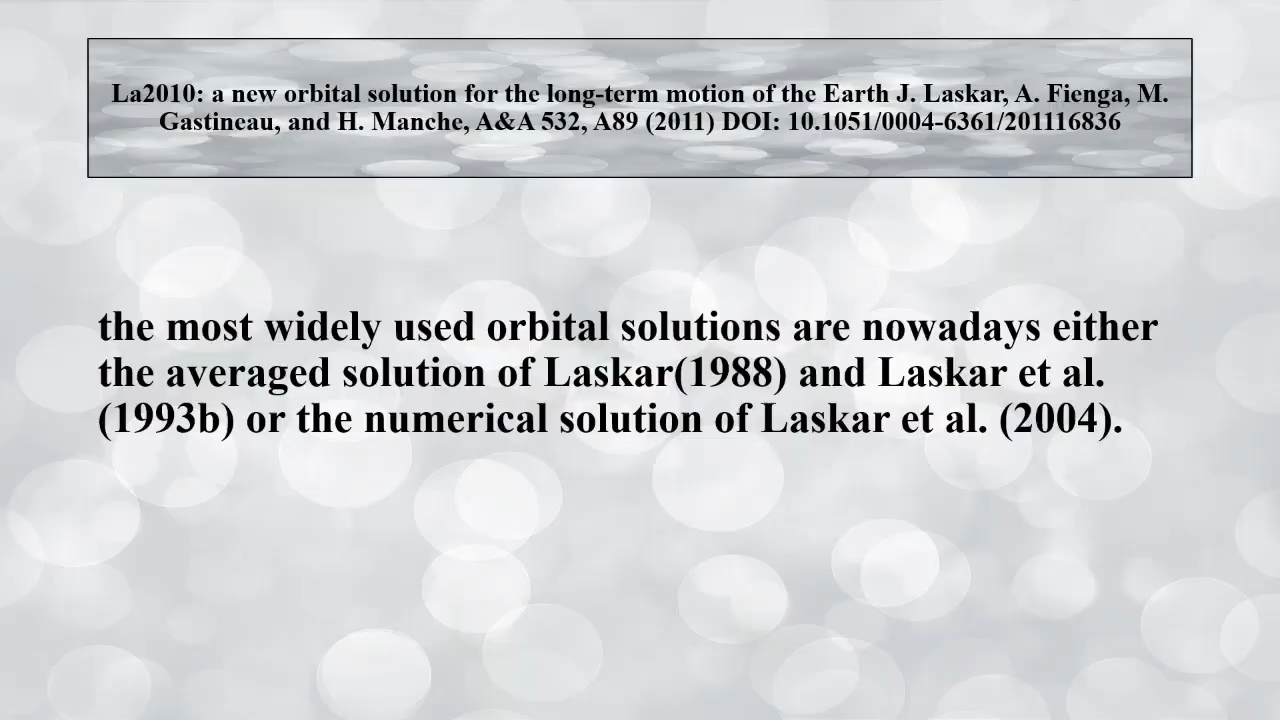 La2010: a new orbital solution for the long-term motion of the Earth J. Laskar, A. Fienga, M.
Gastineau, and H. Manche, A&A 532, A89 (2011) DOI: 10.1051/0004-6361/201116836
the most widely used orbital solutions are nowadays either
the averaged solution of Laskar(1988) and Laskar et al.
(1993b) or the numerical solution of Laskar et al. (2004).